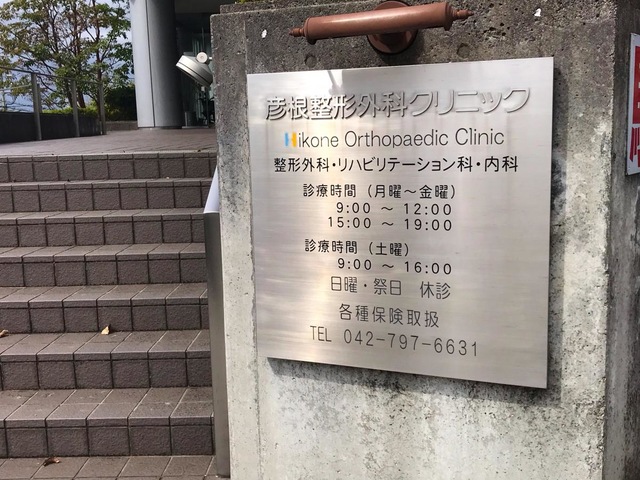 彦根整形外科クリニック
Hikone Orthopaedic Clinic
整形外科・リハビリテーション科・内科
診療時間（月曜～金曜）
9:00 ～ 12:00
15:00 ～ 19:00
診療時間（土曜）
9:00 ～ 16:00
日曜・祭日 休診
各種保険取扱
TEL 042-797-6631